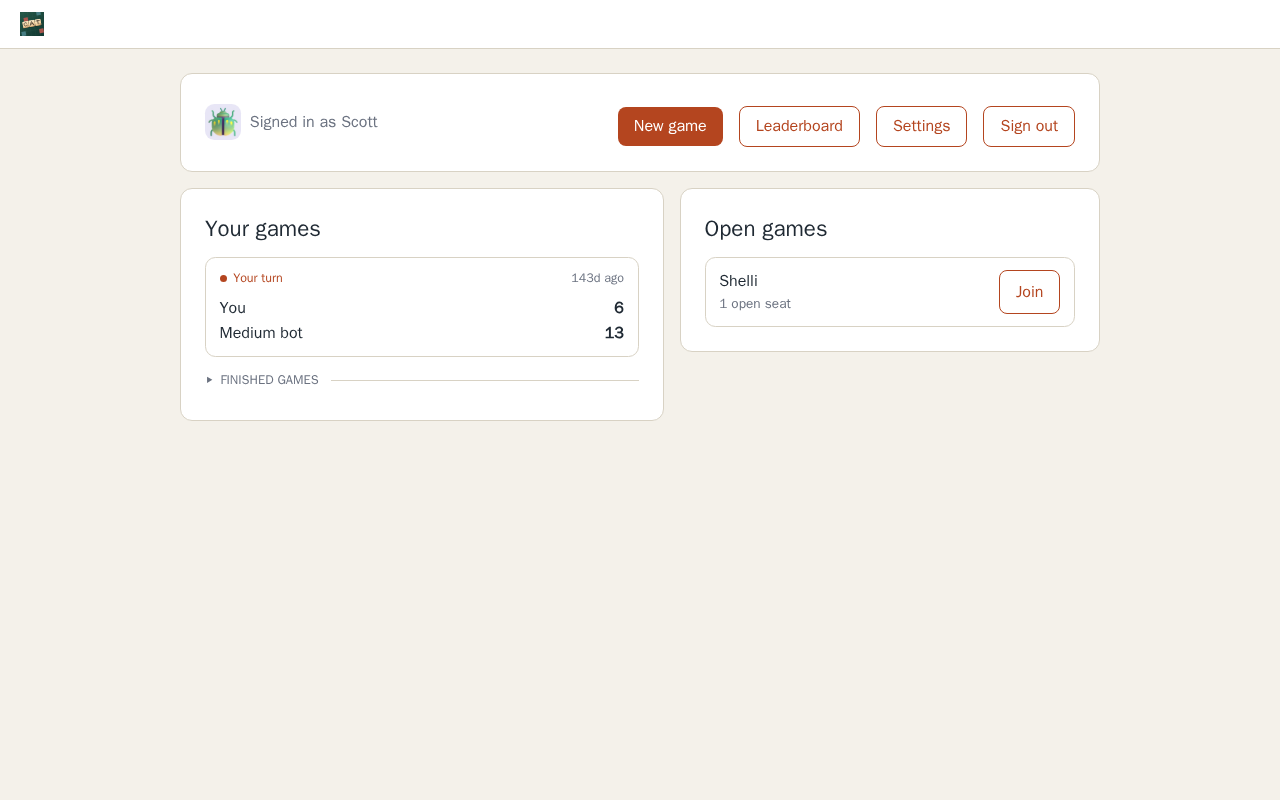 CAT
Signed in as Scott
New game
Leaderboard
Settings
Sign out
Your games
Your turn
143d ago
You
6
Medium bot
13
FINISHED GAMES
Open games
Shelli
1 open seat
Join